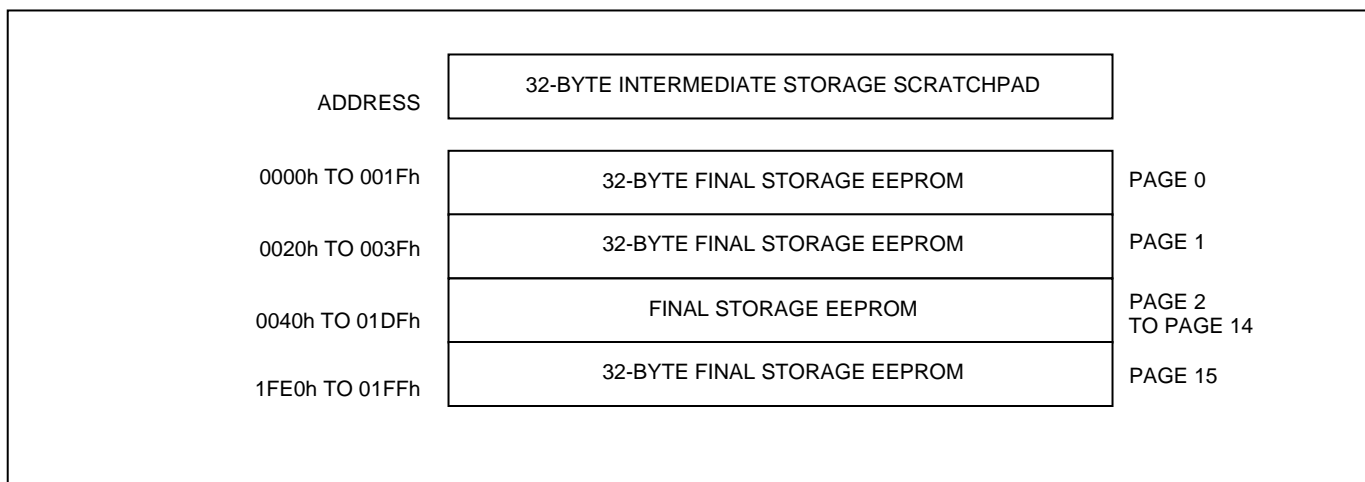 32-BYTE INTERMEDIATE STORAGE SCRATCHPAD
ADDRESS
0000h TO 001Fh
32-BYTE FINAL STORAGE EEPROM
PAGE 0
0020h TO 003Fh
32-BYTE FINAL STORAGE EEPROM
PAGE 1
0040h TO 01DFh
FINAL STORAGE EEPROM
PAGE 2
TO PAGE 14
1FE0h TO 01FFh
32-BYTE FINAL STORAGE EEPROM
PAGE 15